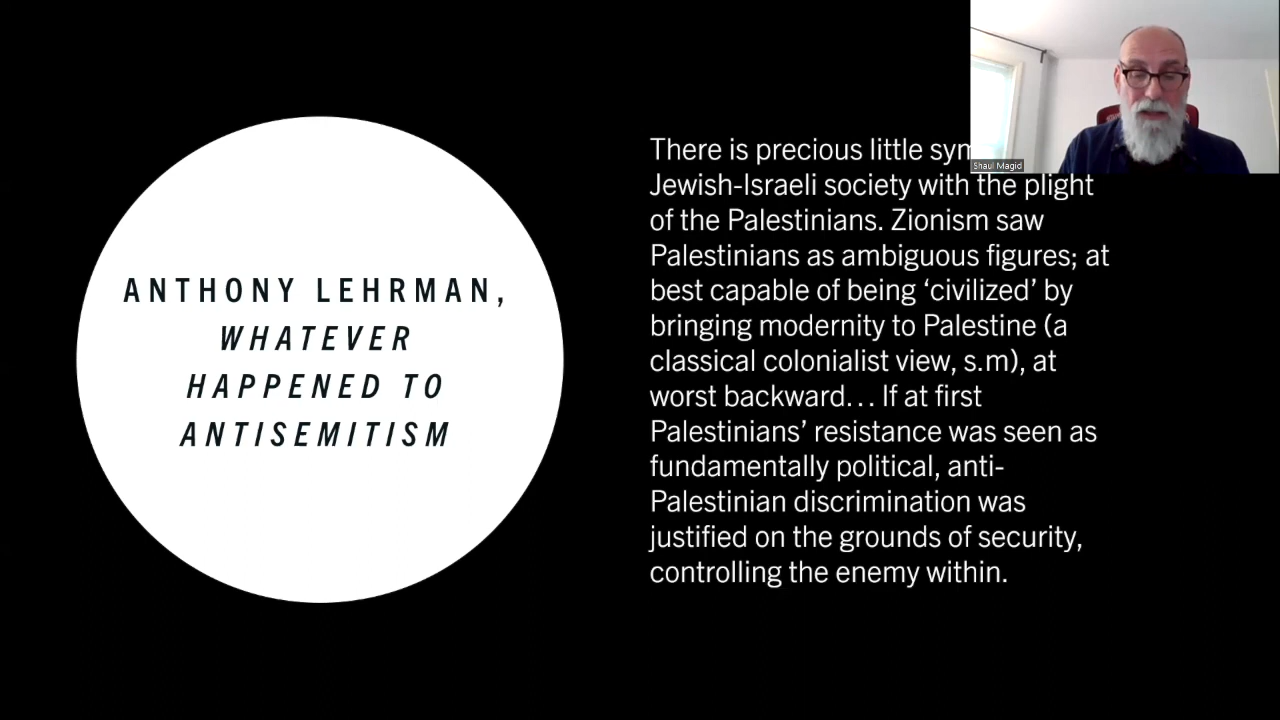 ANTHONY LEHRMAN,
WHATEVER
HAPPENED TO
ANTISEMITISM
There is precious little
Jewish-Israeli society with the plight
of the Palestinians. Zionism saw
Palestinians as ambiguous figures; at
best capable of being ‘civilized’ by
bringing modernity to Palestine (a
classical colonialist view, s.m), at
worst backward… If at first
Palestinians’ resistance was seen as
fundamentally political, anti-
Palestinian discrimination was
justified on the grounds of security,
controlling the enemy within.
Shaul Magid